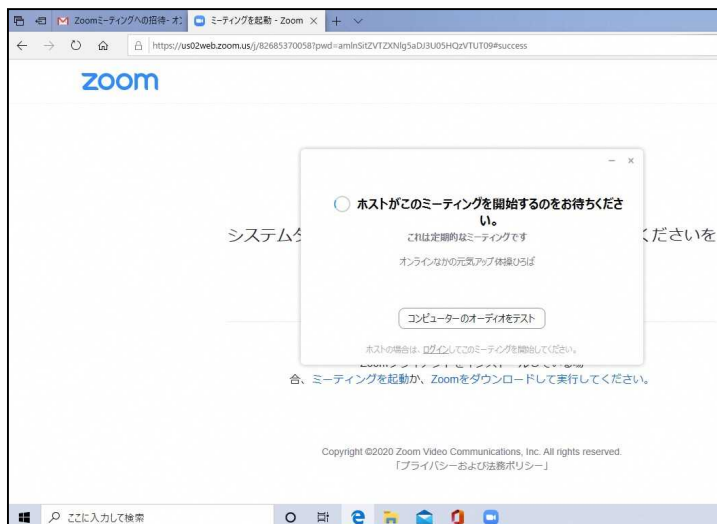 Zoomミーティングへの招待 - オン
ミーティングを起動 - Zoom
https://us02web.zoom.us/j/82685370058?pwd=amlnSitZVTZXNlg5aDJ3U05HQzVTUT09#success
zoom
ホストがこのミーティングを開始するのをお待ちくださ
い。
これは定期的なミーティングです
システム
くださいを
オンラインなかの元気アップ体操ひろば
コンピューターのオーディオをテスト
ホストの場合は、ログインしてこのミーティングを開始してください。
合、ミーティングを起動か、Zoomをダウンロードして実行してください。
Copyright ©2020 Zoom Video Communications, Inc. All rights reserved.
「プライバシーおよび法務ポリシー」
ここに入力して検索